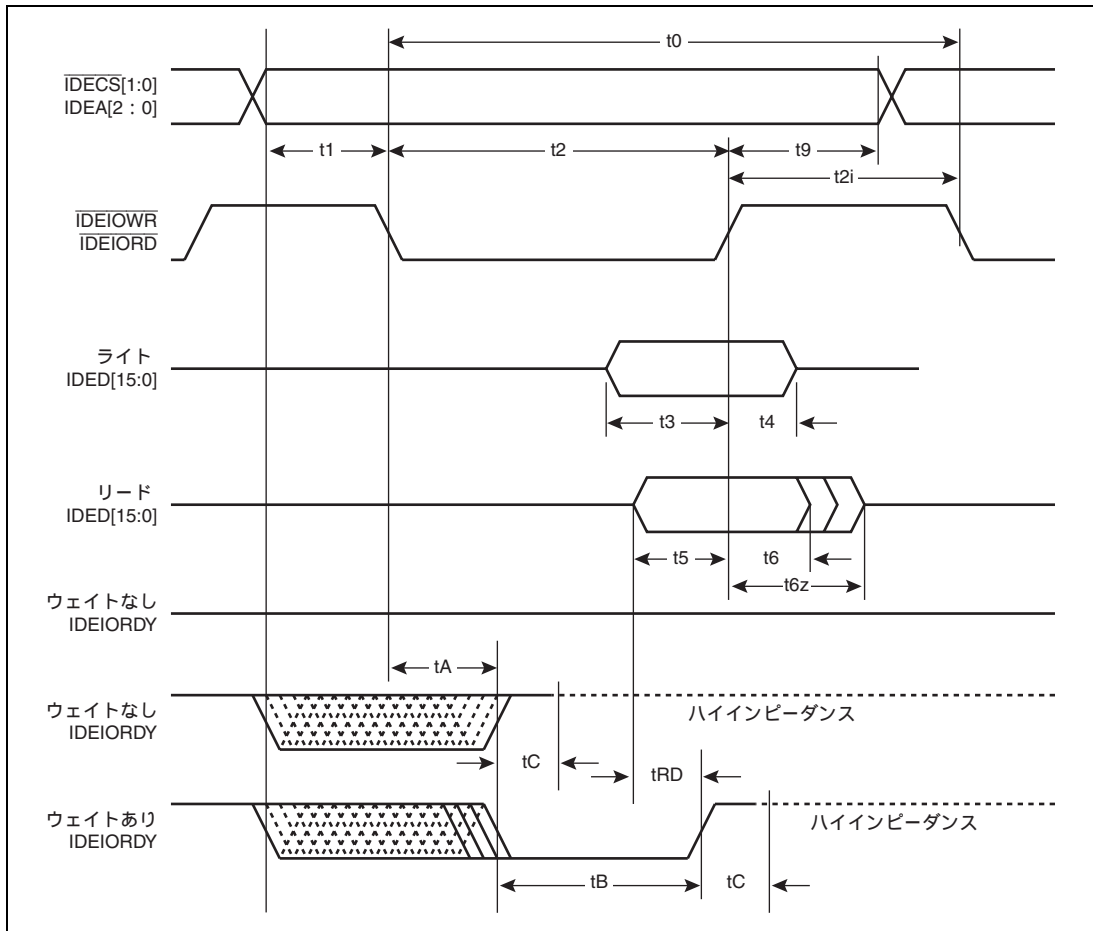 t0
IDECS[1:0]
IDEA[2 : 0]
t1
t2
t9
t2i
IDEIOWR
IDEIORD
ライト
IDED[15:0]
t3
t4
リード
IDED[15:0]
t5
t6
t6z
ウェイトなし
IDEIORDY
tA
ウェイトなし
IDEIORDY
ハイインピーダンス
tC
tRD
ウェイトあり
IDEIORDY
ハイインピーダンス
tB
tC